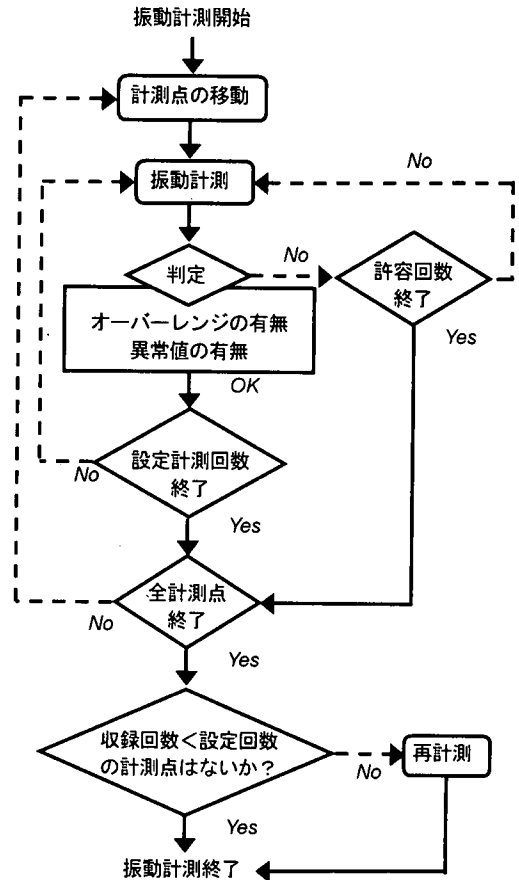 振動計測開始
計測点の移動
振動計測
No
判定
No
許容回数
終了
オーバーレンジの有無
異常値の有無
Yes
OK
設定計測回数
終了
No
Yes
全計測点
終了
No
Yes
収録回数＜設定回数
の計測点はないか？
No
再計測
Yes
振動計測終了